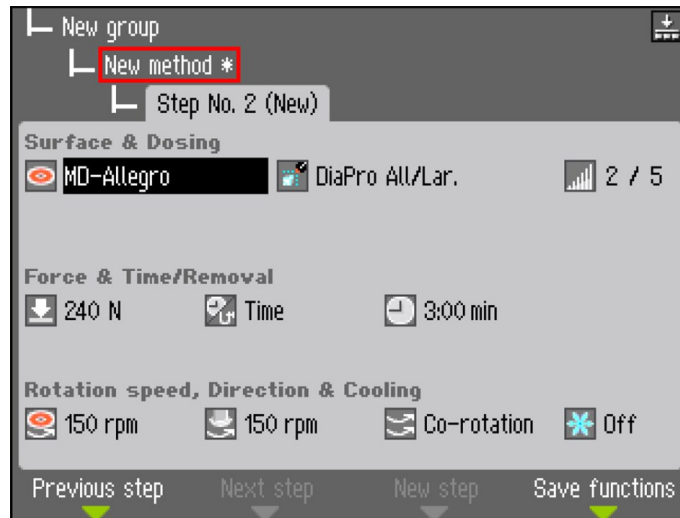 New group
New method *
Step No. 2 (New)
Surface & Dosing
MD-Allegro DiaPro All/Lar. 2 / 5
Force & Time/Removal
240 N Time 3:00 min
Rotation speed, Direction & Cooling
150 rpm 150 rpm Co-rotation Off
Previous step Next step New step Save functions